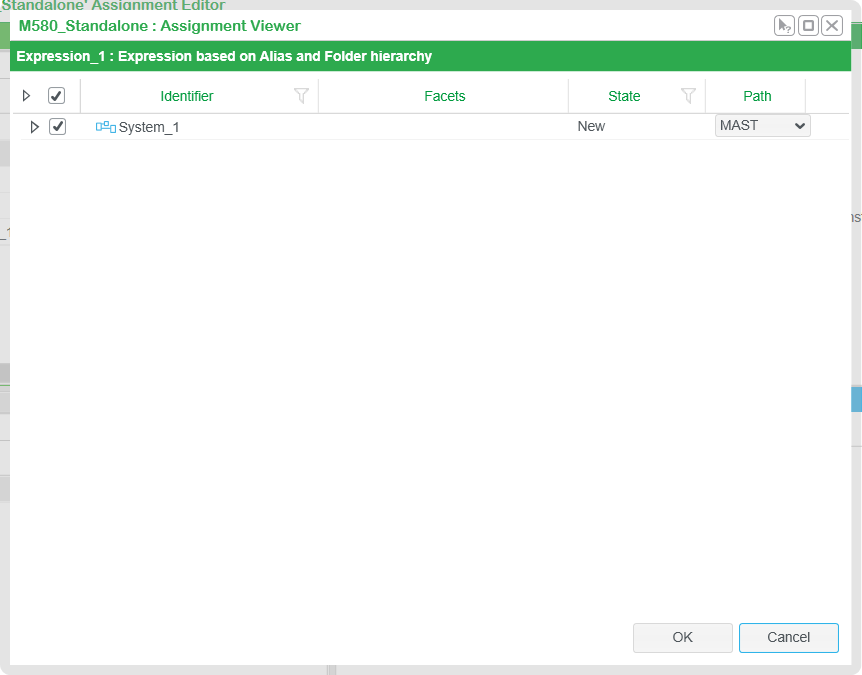 Standalone' Assignment Editor
M580_Standalone : Assignment Viewer
Expression_1 : Expression based on Alias and Folder hierarchy
Identifier Facets State Path
System_1 New MAST
OK Cancel